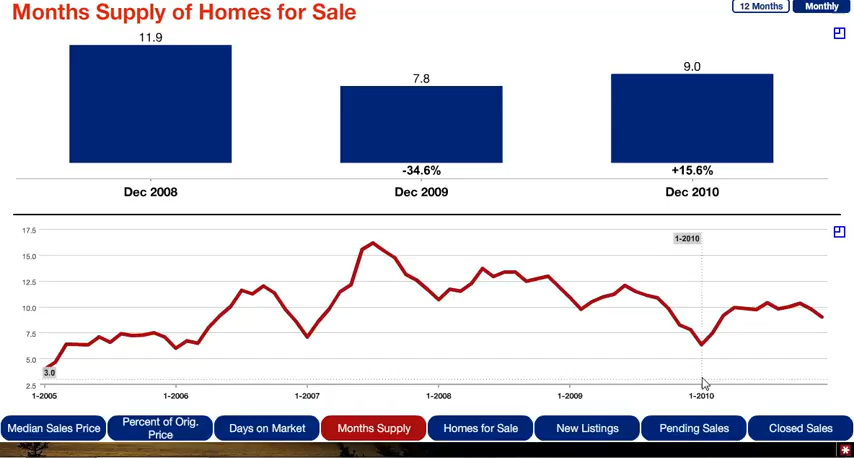 Months Supply of Homes for Sale
12 Months
Monthly
11.9
7.8
9.0
-34.6%
+15.6%
Dec 2008
Dec 2009
Dec 2010
17.5
15.0
12.5
10.0
7.5
5.0
2.5
1-2010
3.0
1-2005
1-2006
1-2007
1-2008
1-2009
1-2010
Median Sales Price
Percent of Orig.
Price
Days on Market
Months Supply
Homes for Sale
New Listings
Pending Sales
Closed Sales